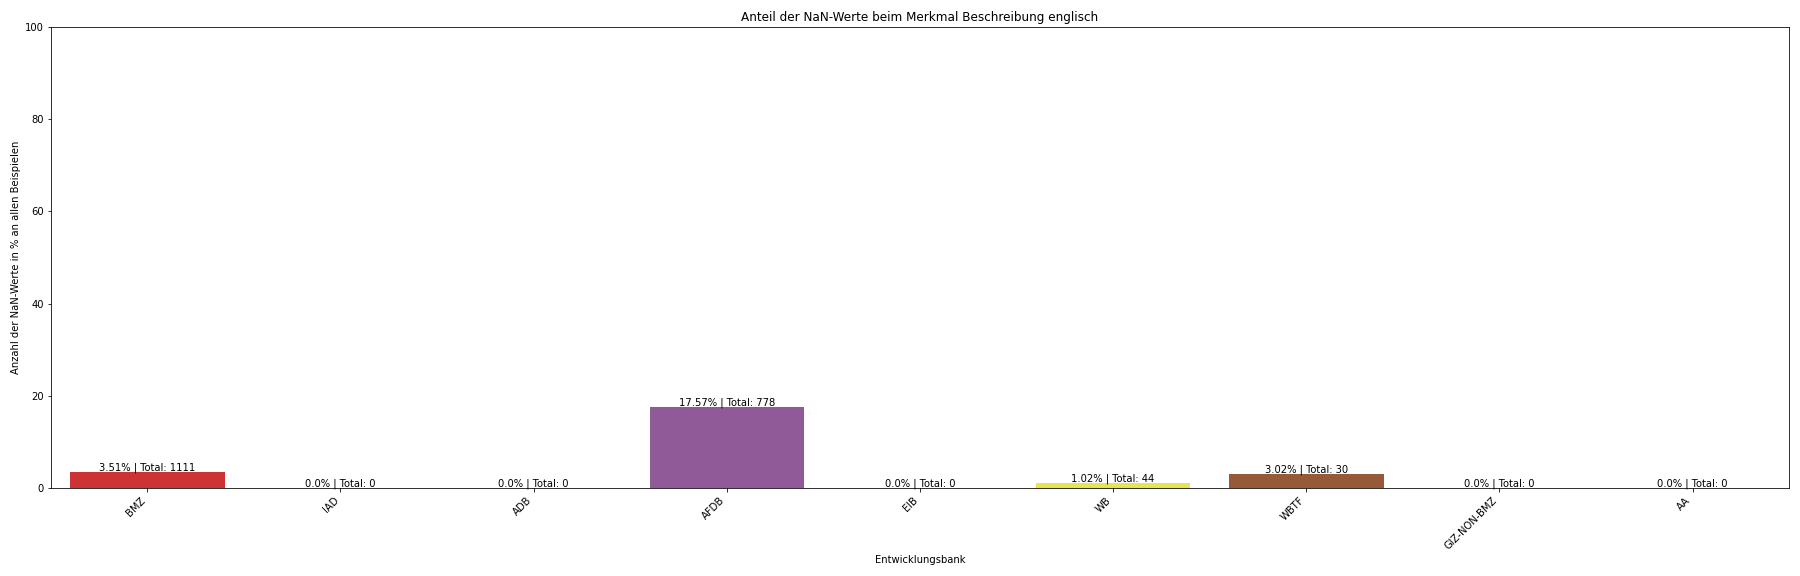 Anteil der NaN-Werte beim Merkmal Beschreibung englisch
Anzahl der NaN-Werte in % an allen Beispielen
100
80
60
40
20
0
3.51% | Total: 1111
0.0% | Total: 0
0.0% | Total: 0
17.57% | Total: 778
0.0% | Total: 0
1.02% | Total: 44
3.02% | Total: 30
0.0% | Total: 0
0.0% | Total: 0
BMZ
IAD
ADB
AFDB
EIB
WB
WBTF
GIZ-NON-BMZ
AA
Entwicklungsbank